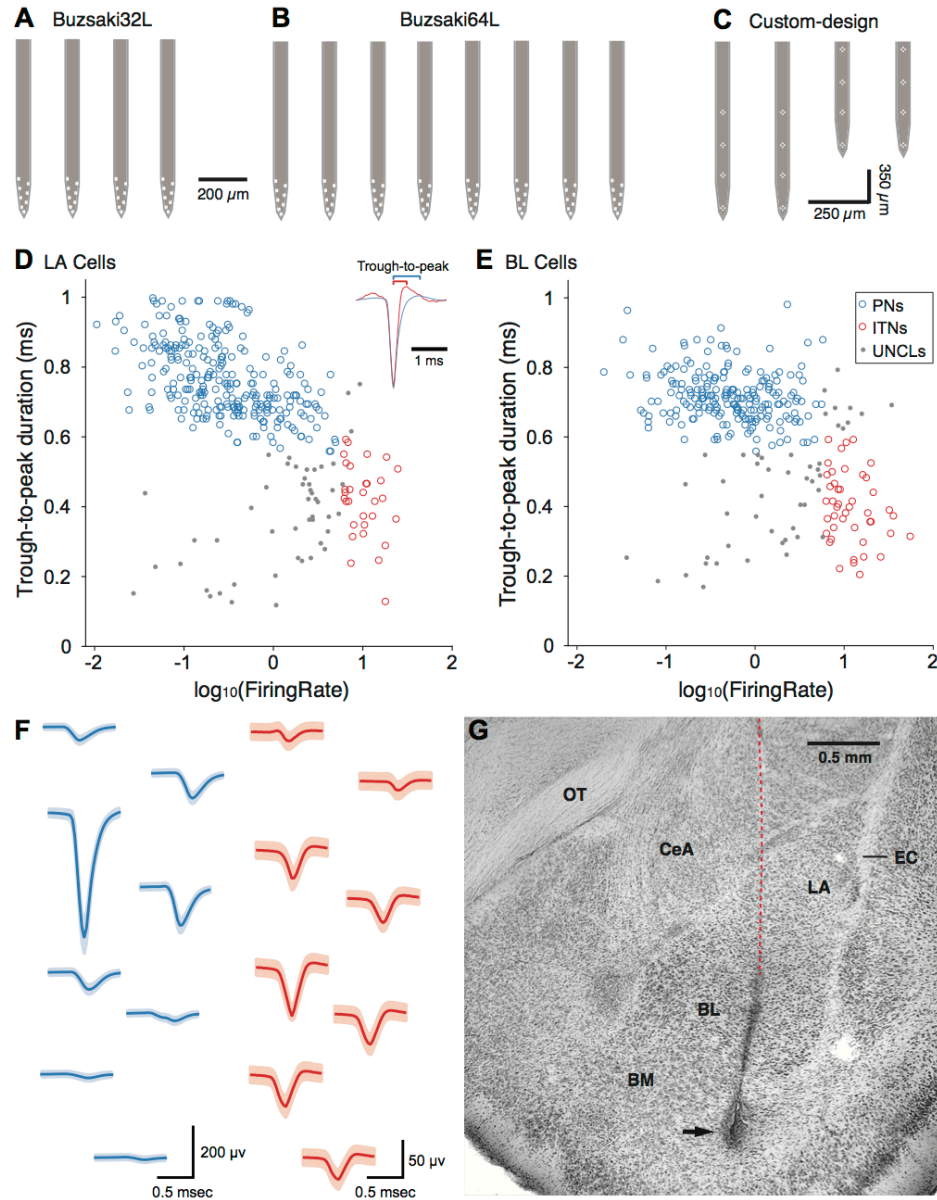 A Buzsaki32L
B Buzsaki64L
C Custom-design
200 µm
250 µm
350 µm
D LA Cells
Trough-to-peak
1 ms
Trough-to-peak duration (ms)
1
0.8
0.6
0.4
0.2
0
-2 -1 0 1 2
log10(FiringRate)
E BL Cells
PNs
ITNs
UNCLs
Trough-to-peak duration (ms)
1
0.8
0.6
0.4
0.2
0
-2 -1 0 1 2
log10(FiringRate)
F
200 µv
0.5 msec
50 µv
0.5 msec
G
0.5 mm
OT
CeA
EC
LA
BL
BM